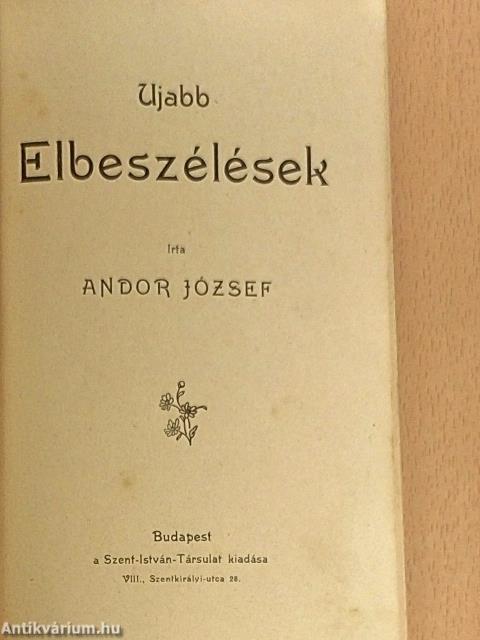 Ujabb
Elbeszélések
Irta
ANDOR JÓZSEF
Budapest
a Szent-István-Társulat kiadása
VIII., Szentkirályi-utca 28.
Antikvárium.hu